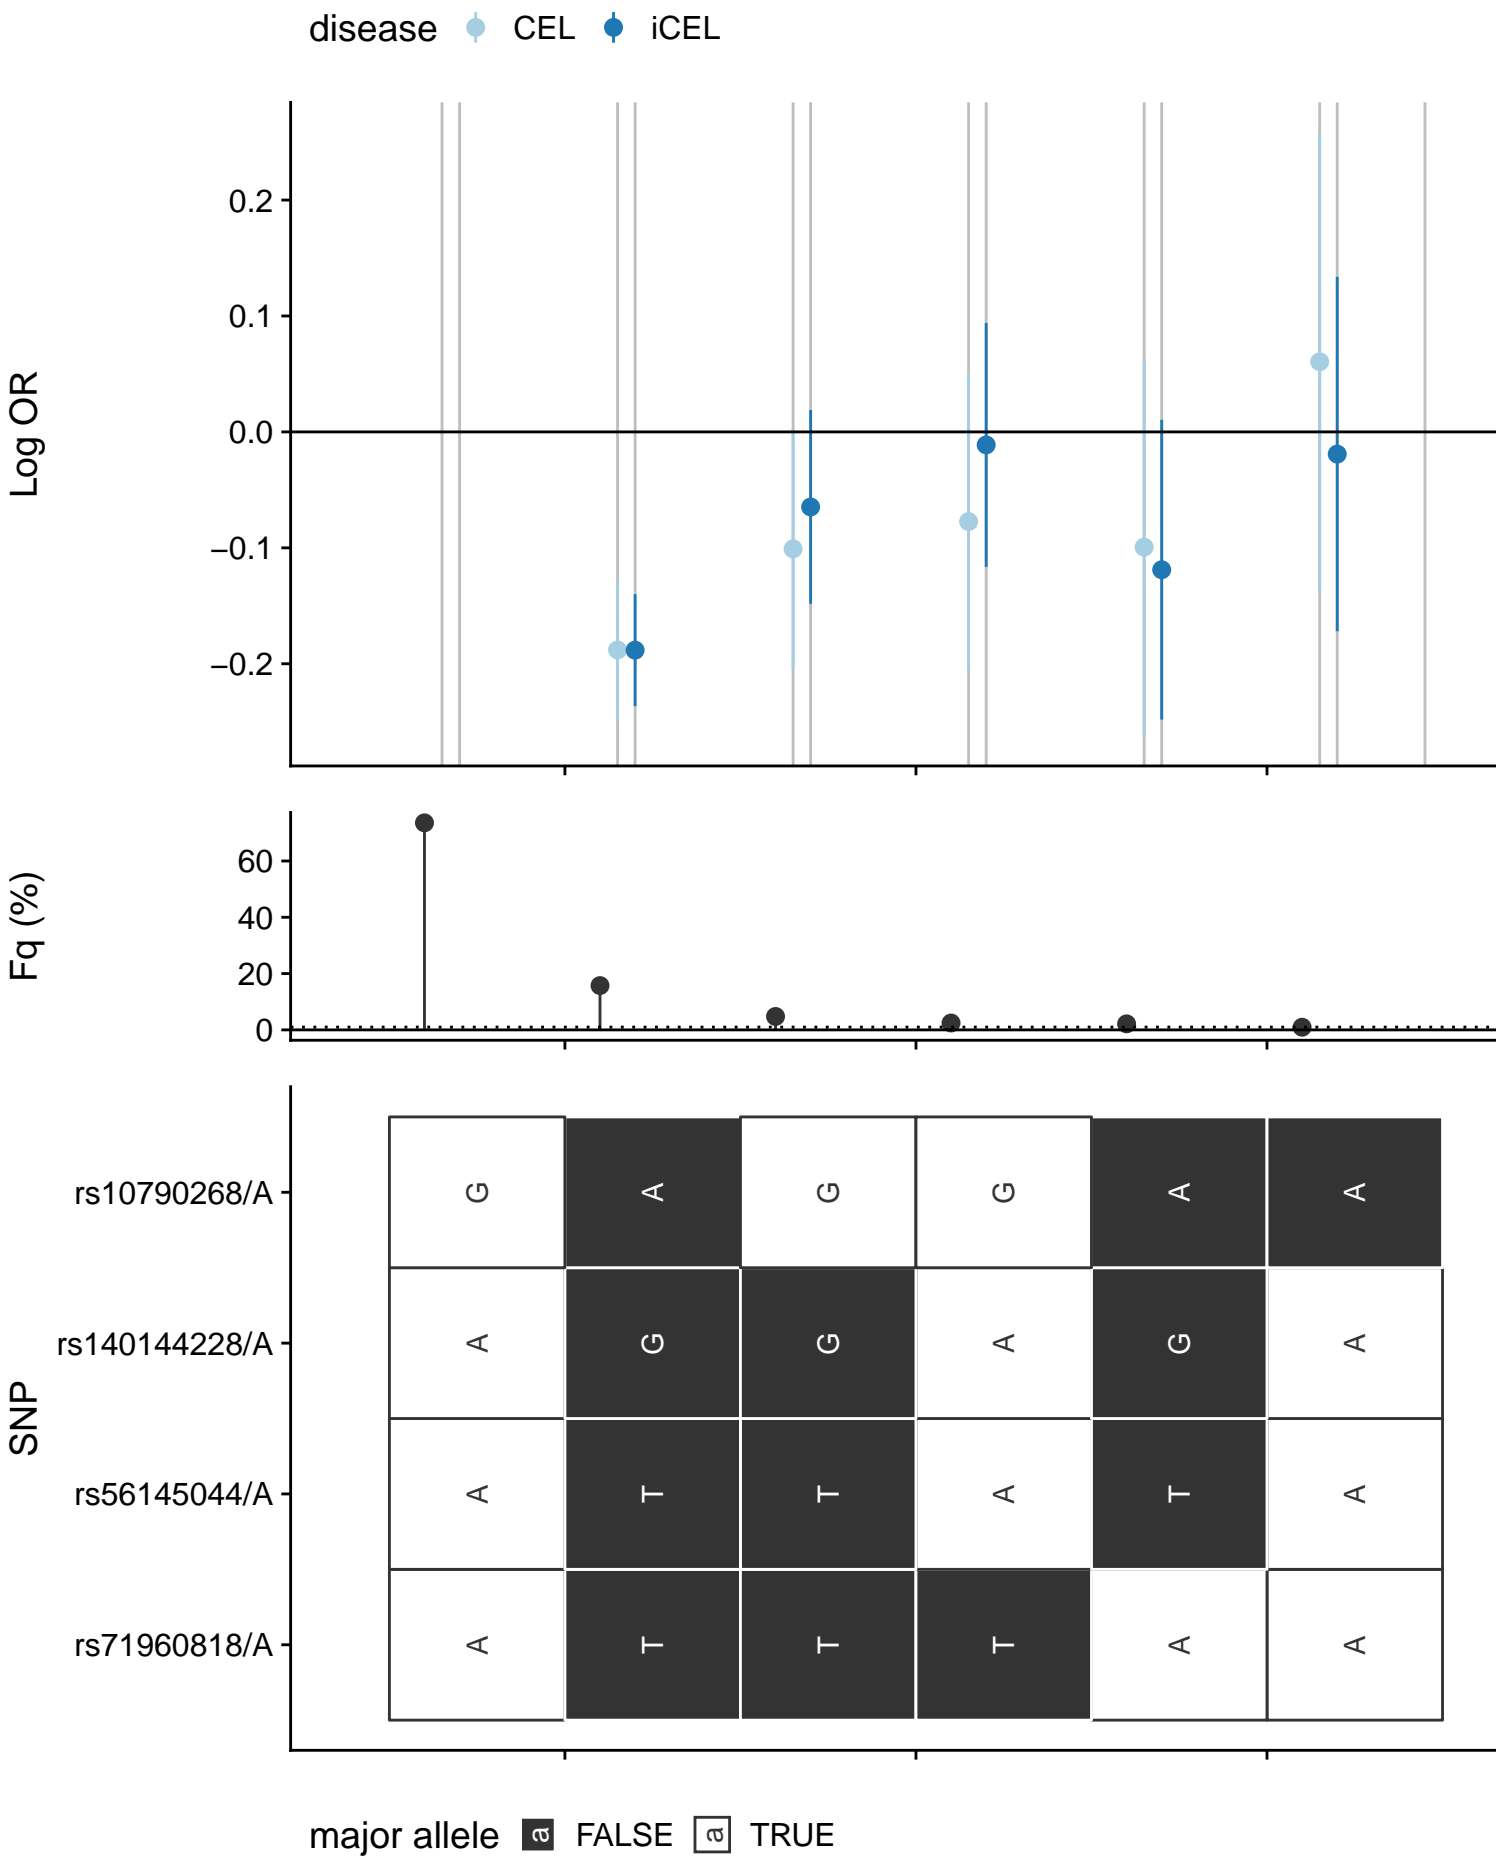 disease CEL iCEL
Log OR
0.2
0.1
0.0
−0.1
−0.2
Fq (%)
60
40
20
0
SNP
rs10790268/A G A G G A A
rs140144228/A A G G A G A
rs56145044/A A T T A T A
rs71960818/A A T T T A A
major allele a FALSE a TRUE